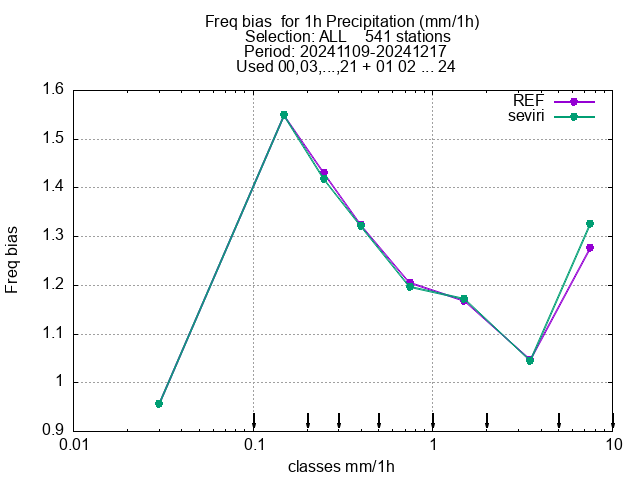 Freq bias  for 1h Precipitation (mm/1h)
Selection: ALL    541 stations
Period: 20241109-20241217
Used 00,03,...,21 + 01 02 ... 24
REF
seviri
1.6
1.5
1.4
1.3
1.2
1.1
1
0.9
Freq bias
0.01 0.1 1 10
classes mm/1h